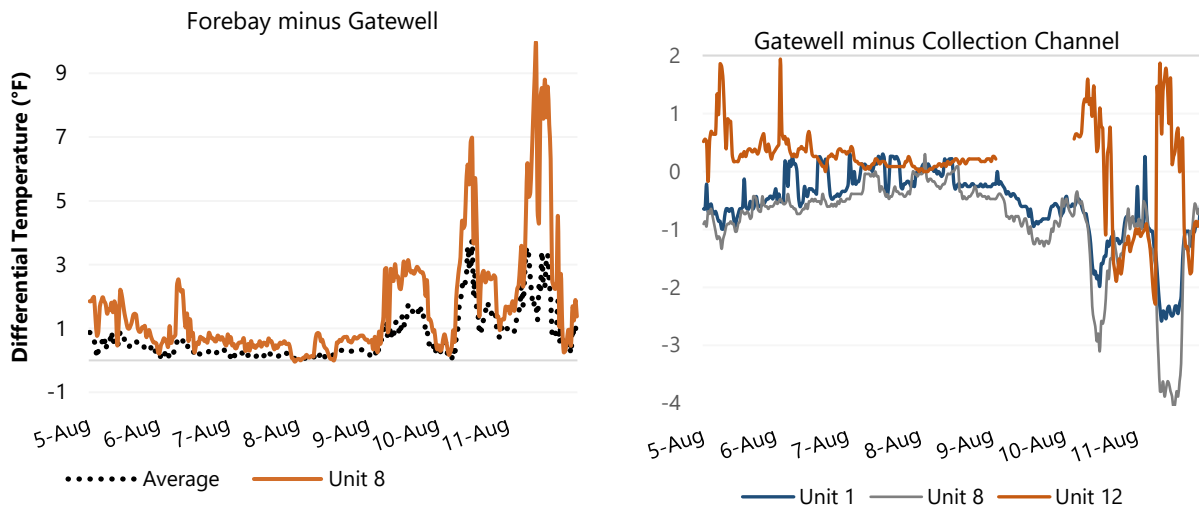 Forebay minus Gatewell
Differential Temperature (°F)
9
7
5
3
1
-1
5-Aug
6-Aug
7-Aug
8-Aug
9-Aug
10-Aug
11-Aug
Average
Unit 8
Gatewell minus Collection Channel
2
1
0
-1
-2
-3
-4
5-Aug
6-Aug
7-Aug
8-Aug
9-Aug
10-Aug
11-Aug
Unit 1
Unit 8
Unit 12